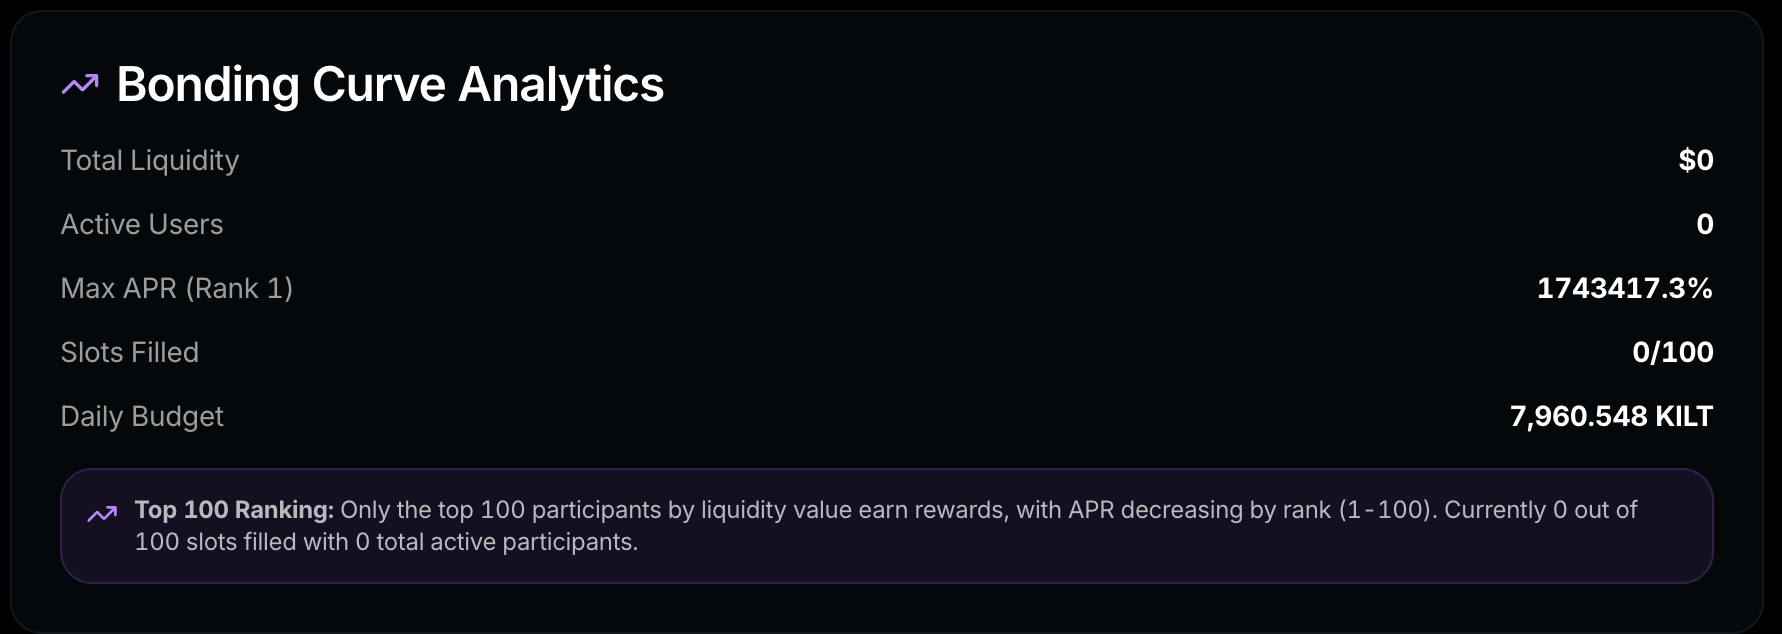 Bonding Curve Analytics
Total Liquidity $0
Active Users 0
Max APR (Rank 1) 1743417.3%
Slots Filled 0/100
Daily Budget 7,960.548 KILT
Top 100 Ranking: Only the top 100 participants by liquidity value earn rewards, with APR decreasing by rank (1-100). Currently 0 out of
100 slots filled with 0 total active participants.